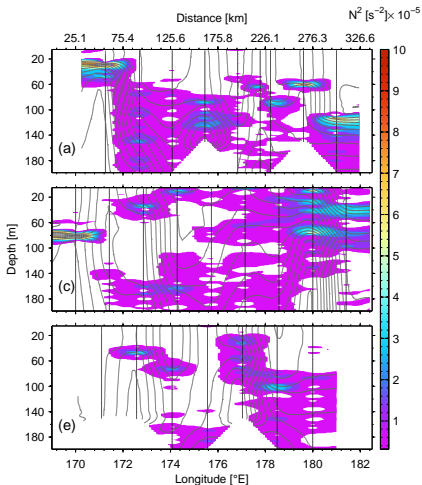 Distance [km]
N² [s⁻²]× 10⁻⁵
25.1 75.4 125.6 175.8 226.1 276.3 326.6
10
20
60
100
140
180
(a)
9
8
7
20
60
100
140
180
(c)
Depth [m]
6
5
4
20
60
100
140
180
(e)
3
2
1
170 172 174 176 178 180 182
Longitude [°E]